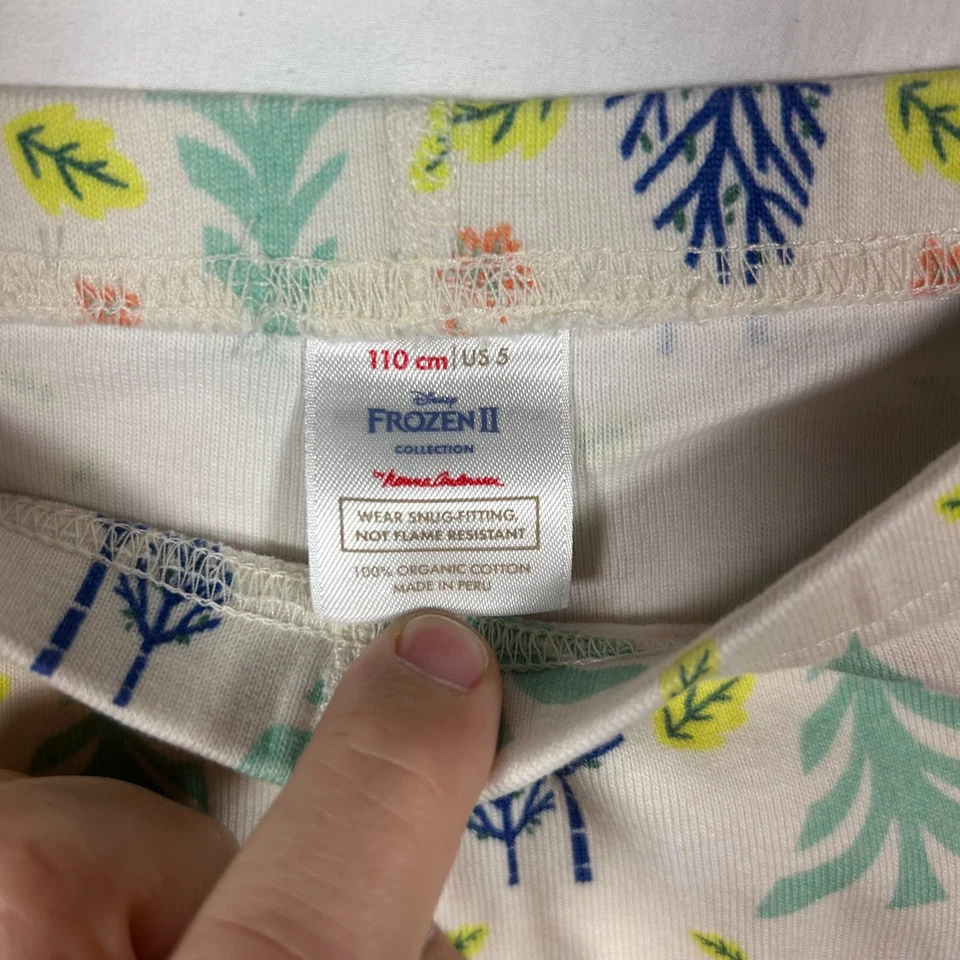 110 cm | US 5
Disney
FROZEN II
COLLECTION
by Hanna Andersson
WEAR SNUG-FITTING,
NOT FLAME RESISTANT
100% ORGANIC COTTON
MADE IN PERU